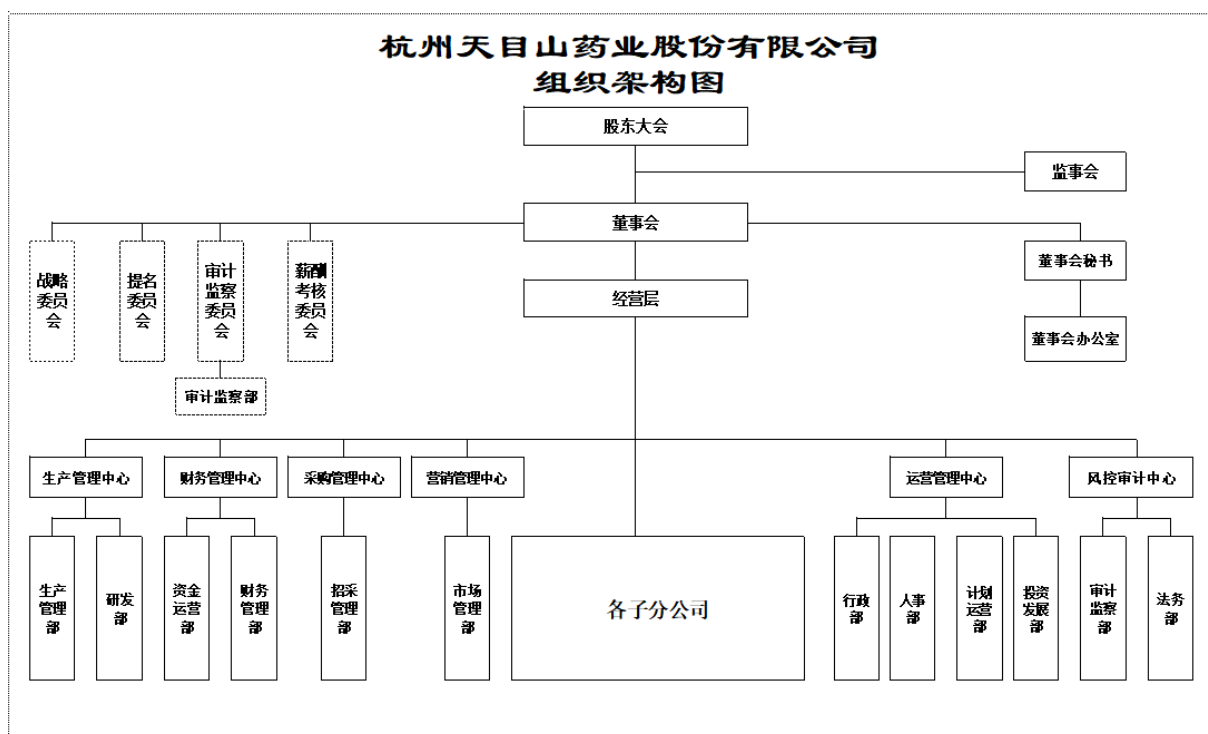 杭州天目山药业股份有限公司
组织架构图
股东大会
监事会
董事会
战略
委员
会
提名
委员
会
审计
监察
委员
会
薪酬
考核
委员
会
董事会秘书
经营层
董事会办公室
审计监察部
生产管理中心
财务管理中心
采购管理中心
营销管理中心
运营管理中心
风控审计中心
生产
管理
部
研发
部
资金
运营
部
财务
管理
部
招采
管理
部
市场
管理
部
各子分公司
行政
部
人事
部
计划
运营
部
投资
发展
部
审计
监察
部
法务
部